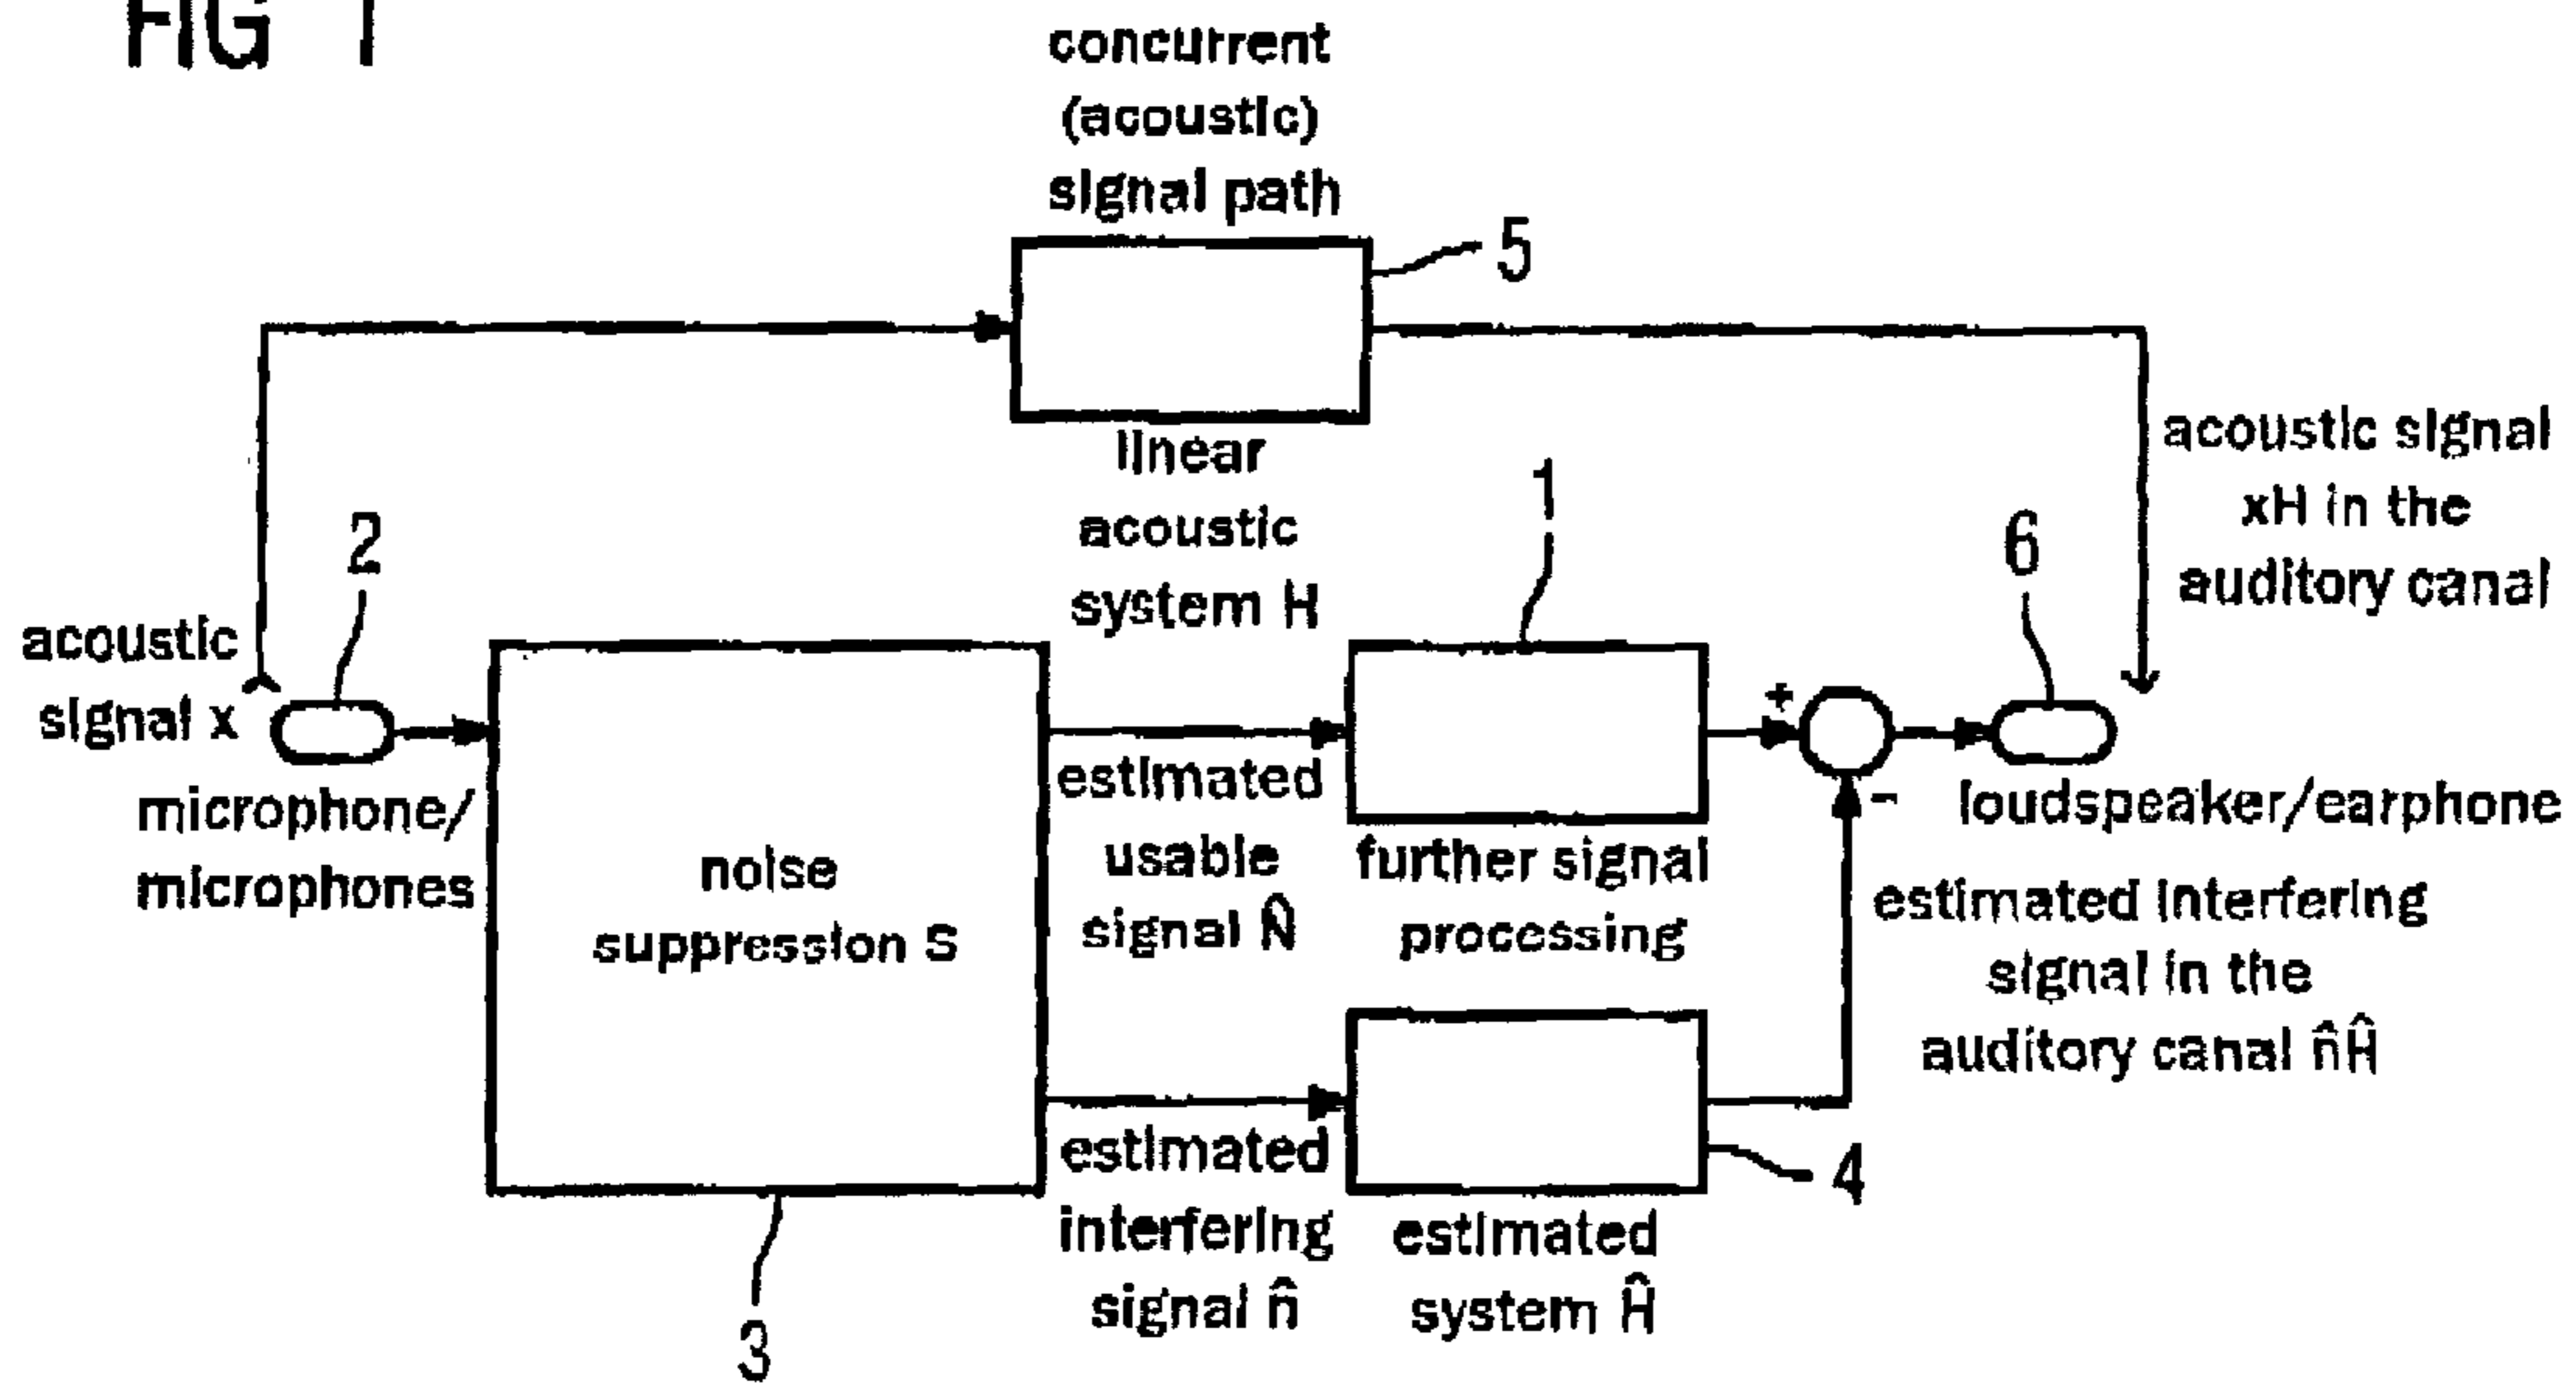 FIG 1
concurrent
(acoustic)
signal path
5
linear
acoustic
system H
1
acoustic signal
xH in the
auditory canal
2
6
acoustic
signal x
microphone/
microphones
noise
suppression S
estimated
usable
signal N̂
further signal
processing
+
-
loudspeaker/earphone
estimated interfering
signal in the
auditory canal n̂Ĥ
estimated
interfering
signal n̂
estimated
system Ĥ
4
3